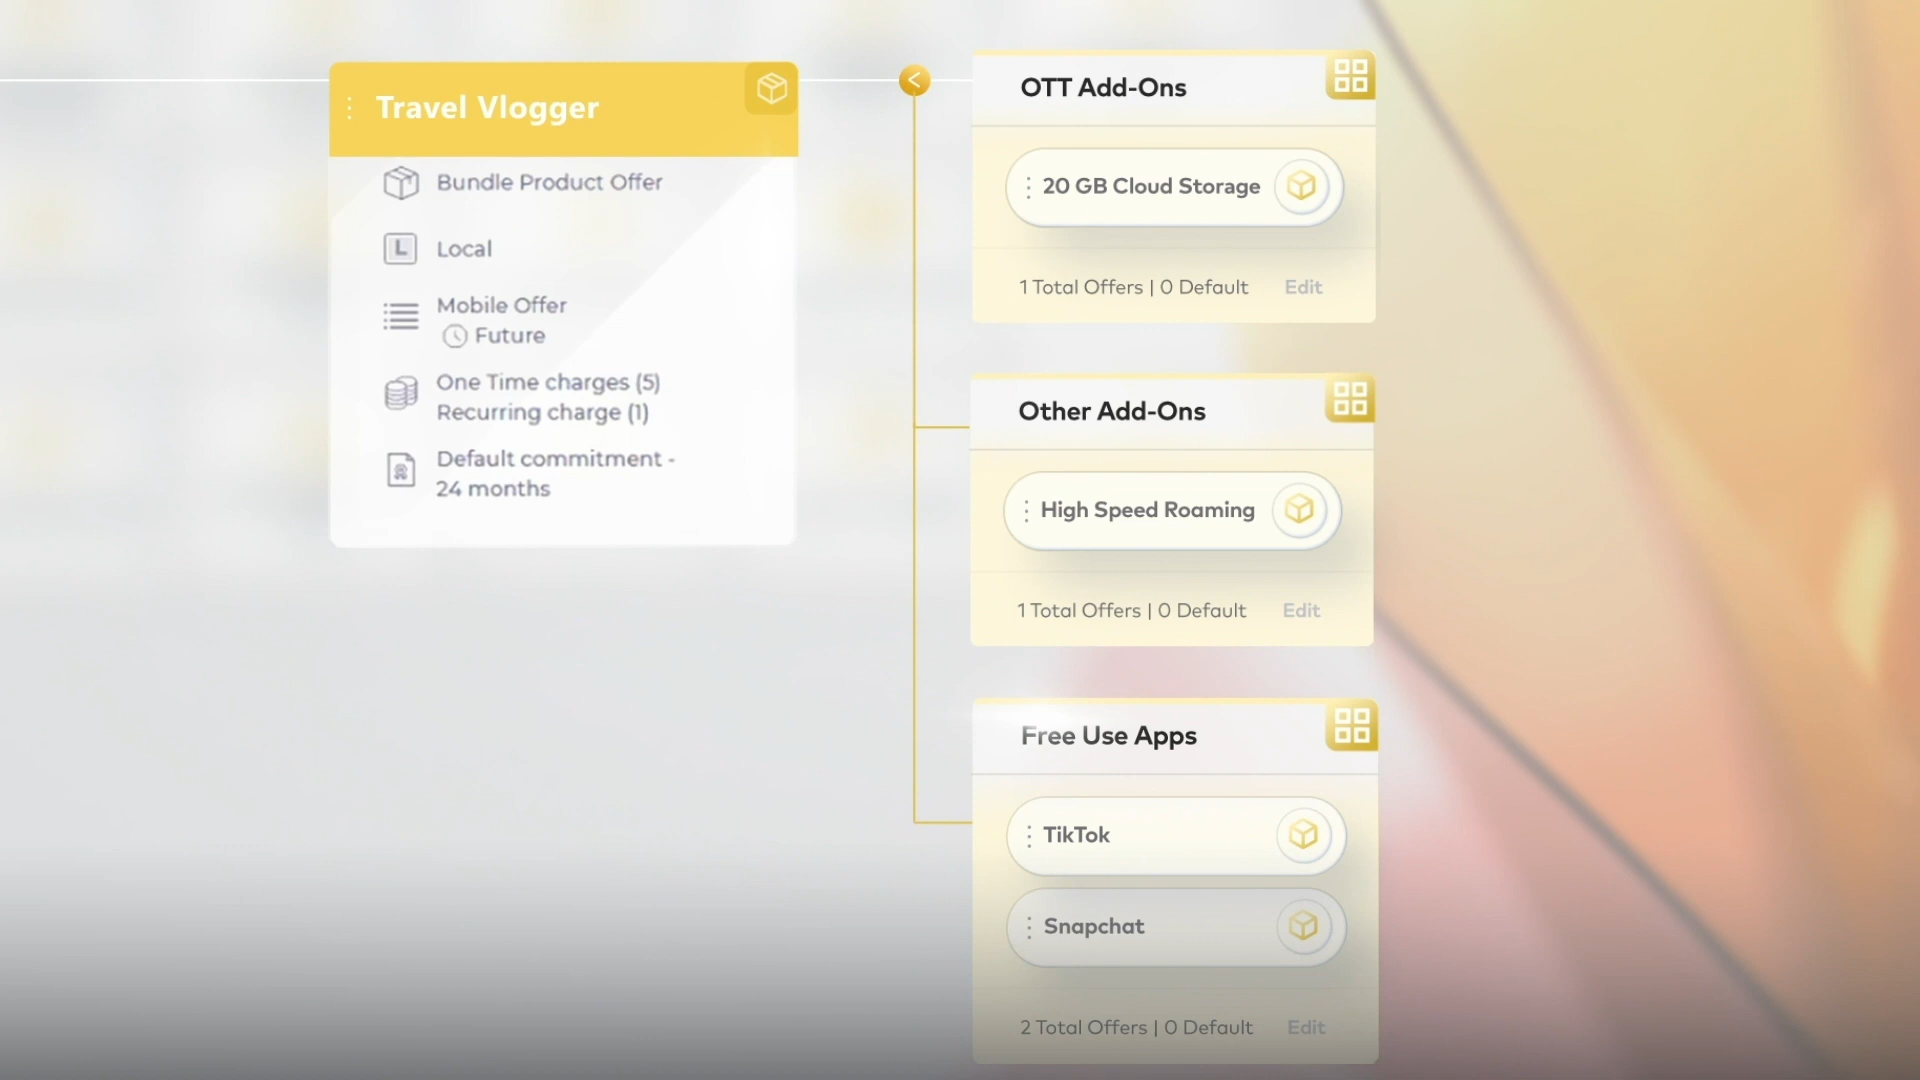 Travel Vlogger
Bundle Product Offer
L
Local
Mobile Offer
Future
One Time charges (5)
Recurring charge (1)
Default commitment -
24 months
OTT Add-Ons
20 GB Cloud Storage
1 Total Offers | 0 Default Edit
Other Add-Ons
High Speed Roaming
1 Total Offers | 0 Default Edit
Free Use Apps
TikTok
Snapchat
2 Total Offers | 0 Default Edit